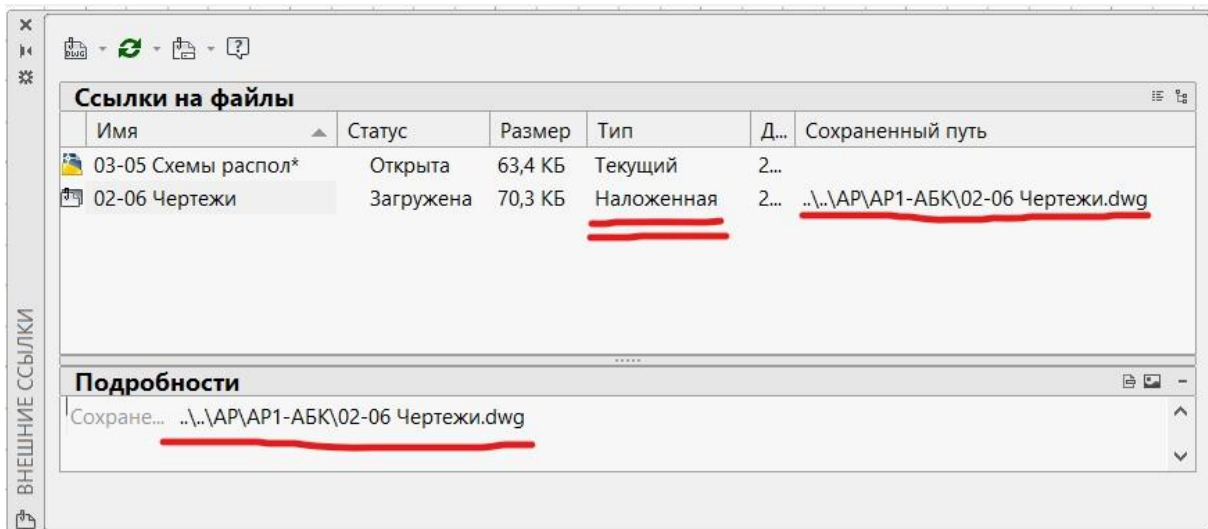 DWG
Ссылки на файлы
Имя Статус Размер Тип Д... Сохраненный путь
03-05 Схемы распол* Открыта 63,4 КБ Текущий 2...
02-06 Чертежи Загружена 70,3 КБ Наложенная 2... ..\..\АР\АР1-АБК\02-06 Чертежи.dwg
Подробности
Сохране... ..\..\АР\АР1-АБК\02-06 Чертежи.dwg
ВНЕШНИЕ ССЫЛКИ